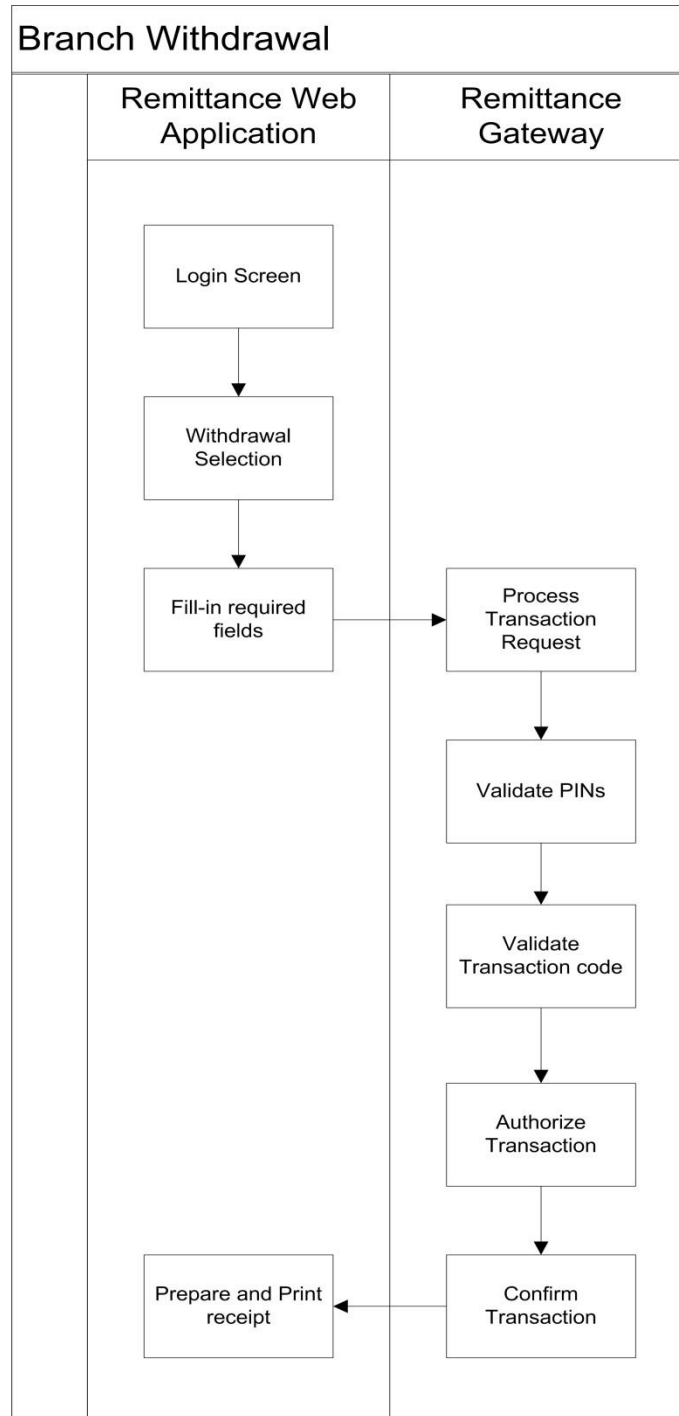 Branch Withdrawal
Remittance Web
Application
Remittance
Gateway
Login Screen
Withdrawal
Selection
Fill-in required
fields
Process
Transaction
Request
Validate PINs
Validate
Transaction code
Authorize
Transaction
Confirm
Transaction
Prepare and Print
receipt